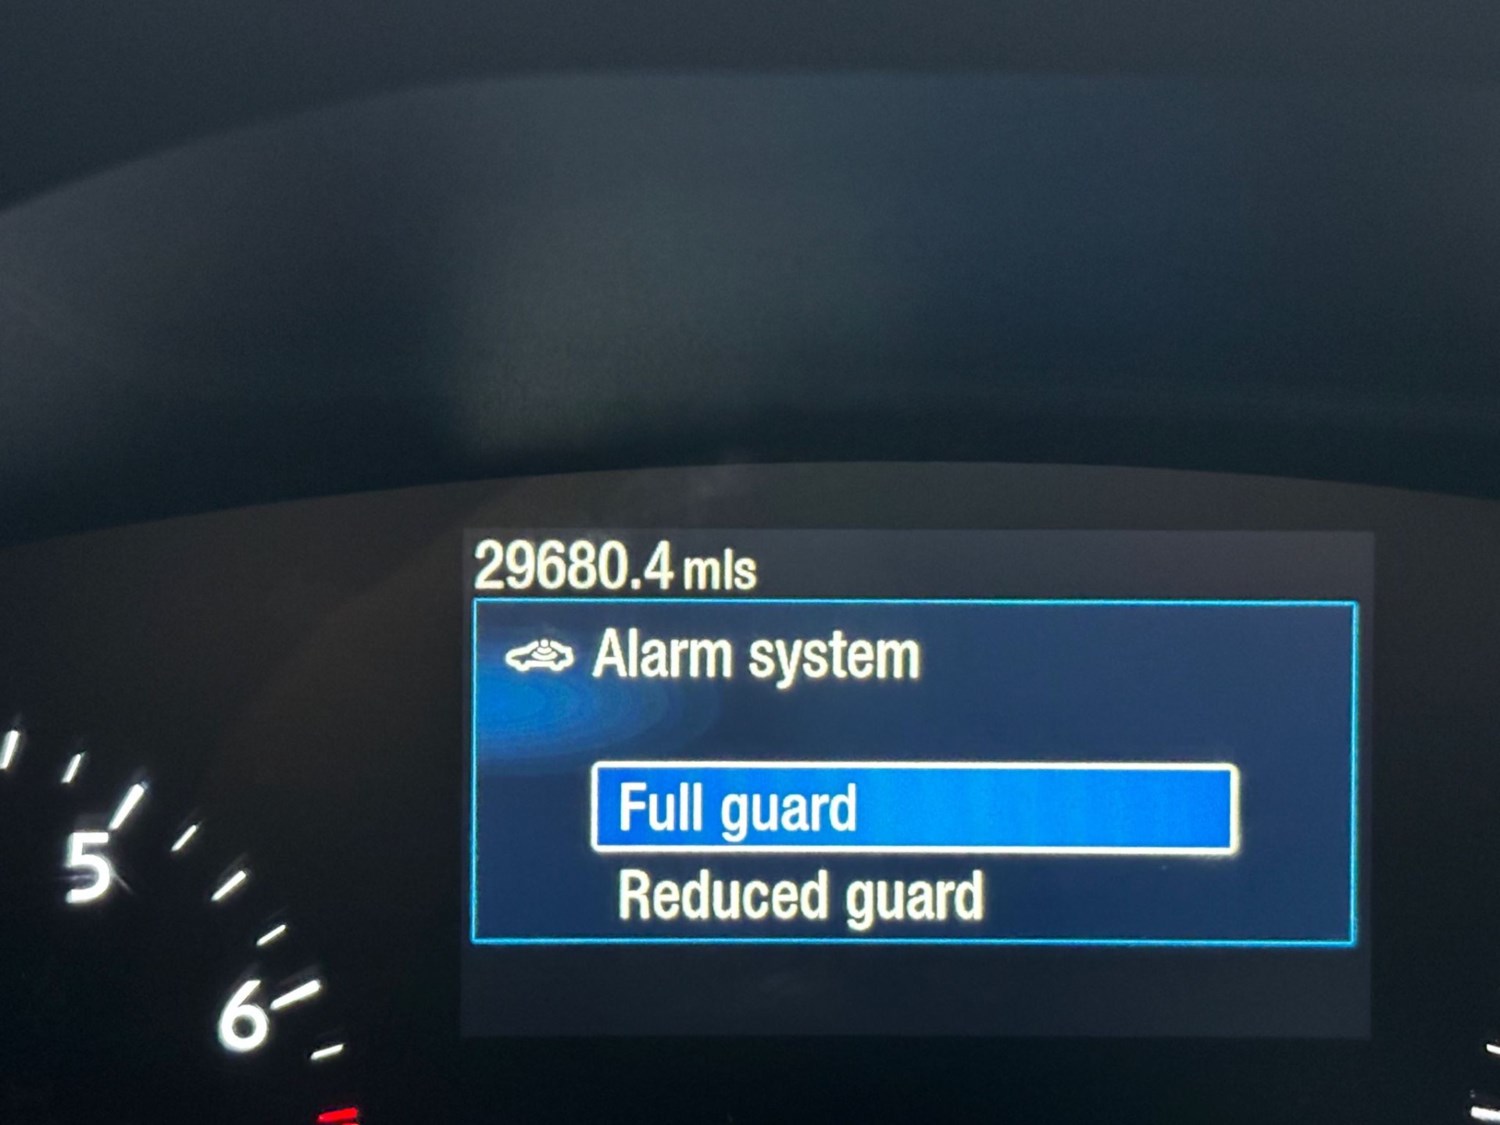 29680.4 mls
Alarm system
Full guard
Reduced guard
5
6